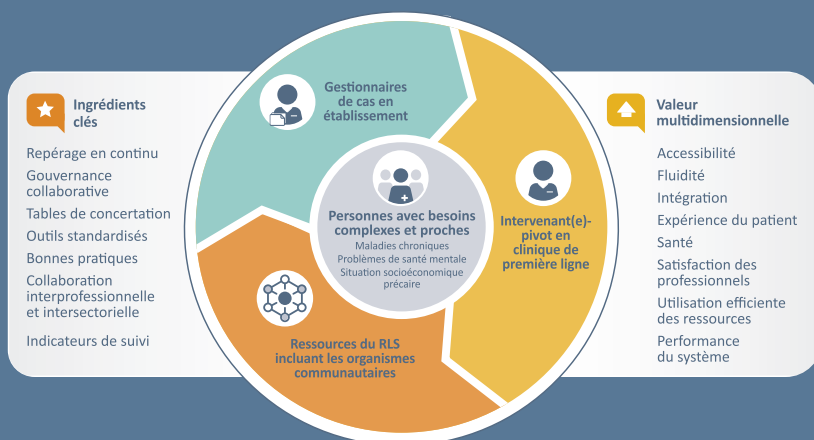 Ingrédients
clés
Repérage en continu
Gouvernance
collaborative
Tables de concertation
Outils standardisés
Bonnes pratiques
Collaboration
interprofessionnelle
et intersectorielle
Indicateurs de suivi
Gestionnaires
de cas en
établissement
Personnes avec besoins
complexes et proches
Maladies chroniques
Problèmes de santé mentale
Situation socioéconomique
précaire
Intervenant(e)-
pivot en
clinique de
première ligne
Ressources du RLS
incluant les organismes
communautaires
Valeur
multidimensionnelle
Accessibilité
Fluidité
Intégration
Expérience du patient
Santé
Satisfaction des
professionnels
Utilisation efficiente
des ressources
Performance
du système